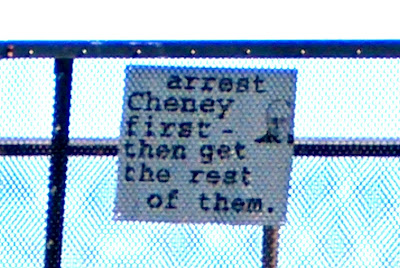 arrest
Cheney
first -
then get
the rest
of them.